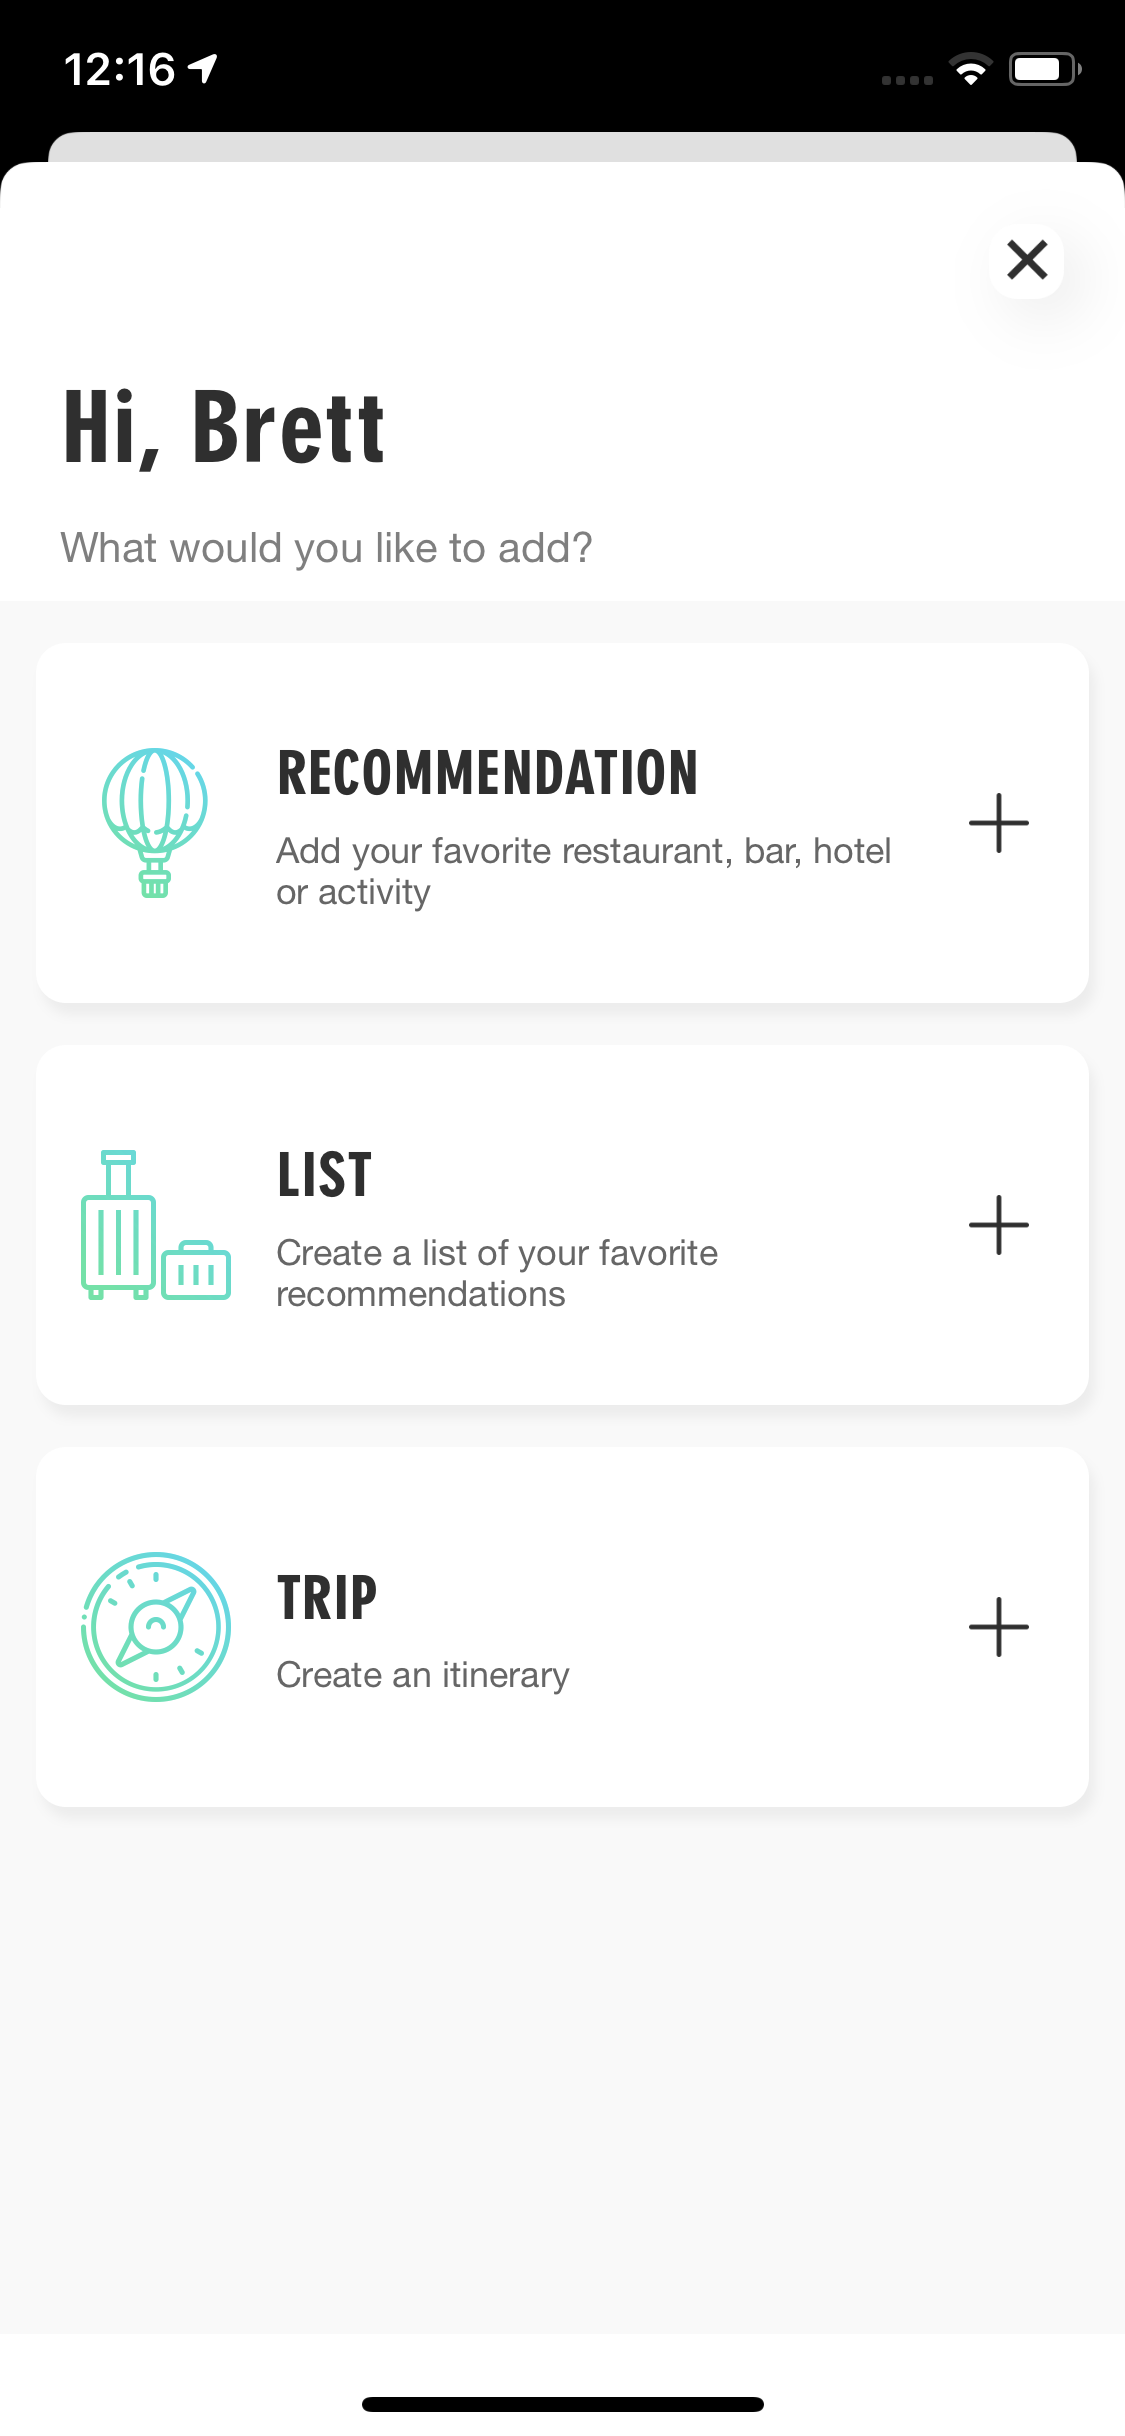 12:16
Hi, Brett
What would you like to add?
RECOMMENDATION
Add your favorite restaurant, bar, hotel
or activity
LIST
Create a list of your favorite
recommendations
TRIP
Create an itinerary